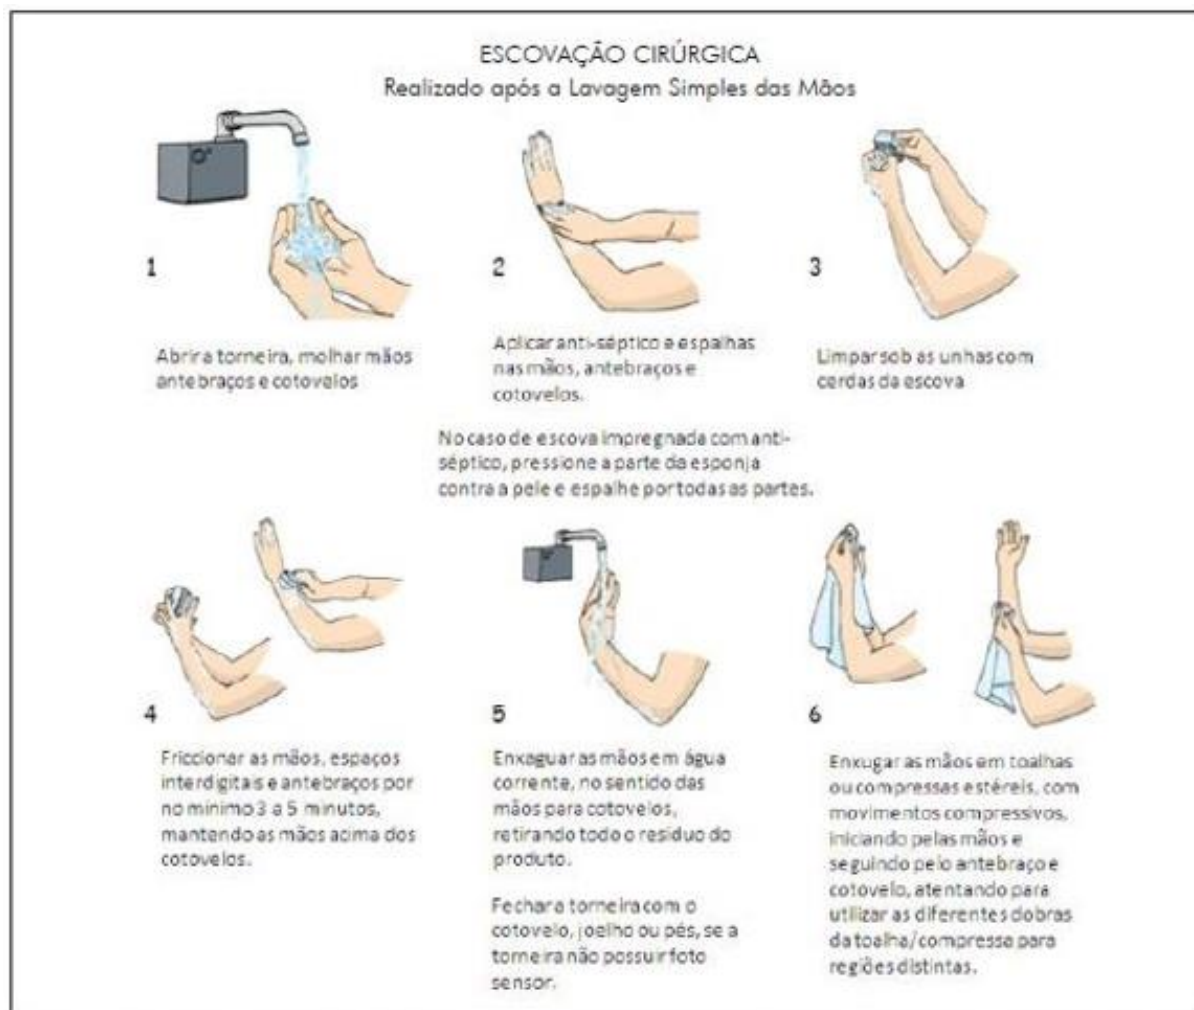 ESCOVAÇÃO CIRÚRGICA
Realizado após a Lavagem Simples das Mãos
1
Abrir a torneira, molhar mãos
antebraços e cotovelos
2
Aplicar anti-séptico e espalhas
nas mãos, antebraços e
cotovelos.
No caso de escova impregnada com anti-
séptico, pressione a parte da esponja
contra a pele e espalhe por todas as partes.
3
Limpar sob as unhas com
cerdas da escova
4
Friccionar as mãos, espaços
interdigitais e antebraços por
no mínimo 3 a 5 minutos,
mantendo as mãos acima dos
cotovelos.
5
Enxaguar as mãos em água
corrente, no sentido das
mãos para cotovelos,
retirando todo o resíduo do
produto.
Fechar a torneira com o
cotovelo, joelho ou pés, se a
torneira não possuir foto
sensor.
6
Enxugar as mãos em toalhas
ou compressas estéreis, com
movimentos compressivos,
iniciando pelas mãos e
seguindo pelo antebraço e
cotovelo, atentando para
utilizar as diferentes dobras
da toalha/compressa para
regiões distintas.